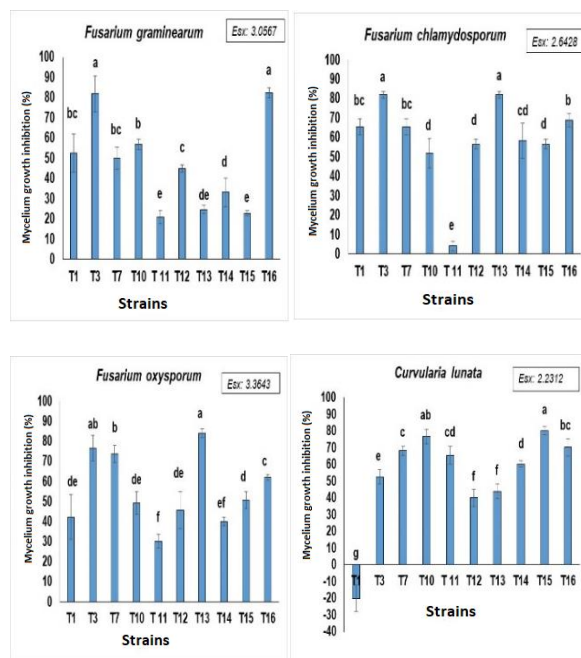 Fusarium graminearum
Esx: 3.0567
Mycelium growth inhibition (%)
100
90
80
70
60
50
40
30
20
10
0
bc a bc b e c de d e a
T1 T3 T7 T10 T 11 T12 T13 T14 T15 T16
Strains
Fusarium chlamydosporum
Esx: 2.6428
Mycelium growth inhibition (%)
100
90
80
70
60
50
40
30
20
10
0
bc a bc d e d a cd d b
T1 T3 T7 T10 T 11 T12 T13 T14 T15 T16
Strains
Fusarium oxysporum
Esx: 3.3643
Mycelium growth inhibition (%)
100
90
80
70
60
50
40
30
20
10
0
de ab b de f de a ef d c
T1 T3 T7 T10 T11 T12 T13 T14 T15 T16
Strains
Curvularia lunata
Esx: 2.2312
Mycelium growth inhibition (%)
100
90
80
70
60
50
40
30
20
10
0
-10
-20
-30
-40
g e c ab cd f f d a bc
T1 T3 T7 T10 T 11 T12 T13 T14 T15 T16
Strains